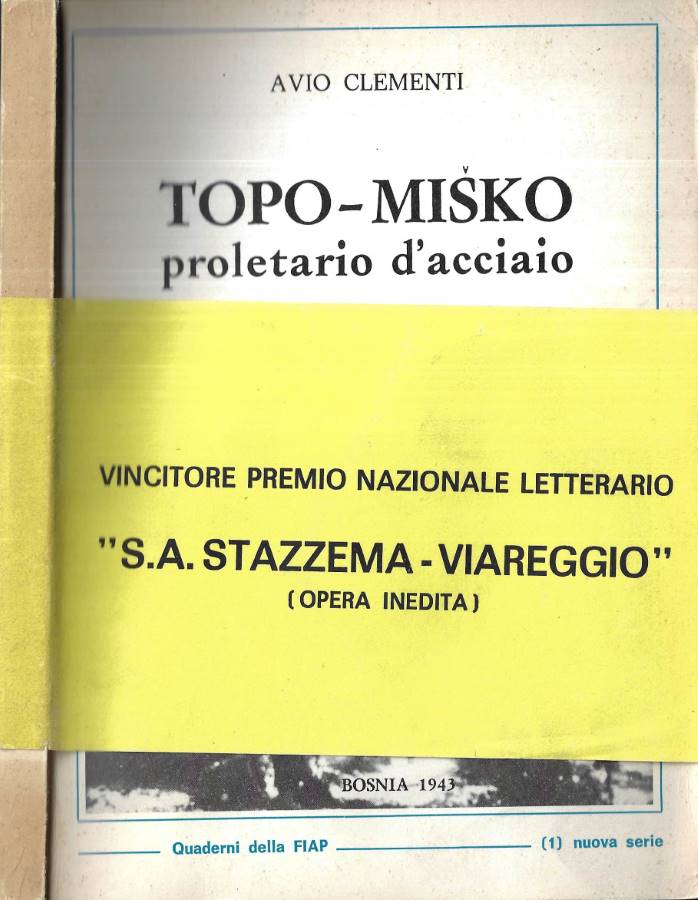 AVIO CLEMENTI
TOPO-MIŠKO
proletario d'acciaio
VINCITORE PREMIO NAZIONALE LETTERARIO
"S.A. STAZZEMA - VIAREGGIO"
(OPERA INEDITA)
BOSNIA 1943
Quaderni della FIAP
(1) nuova serie